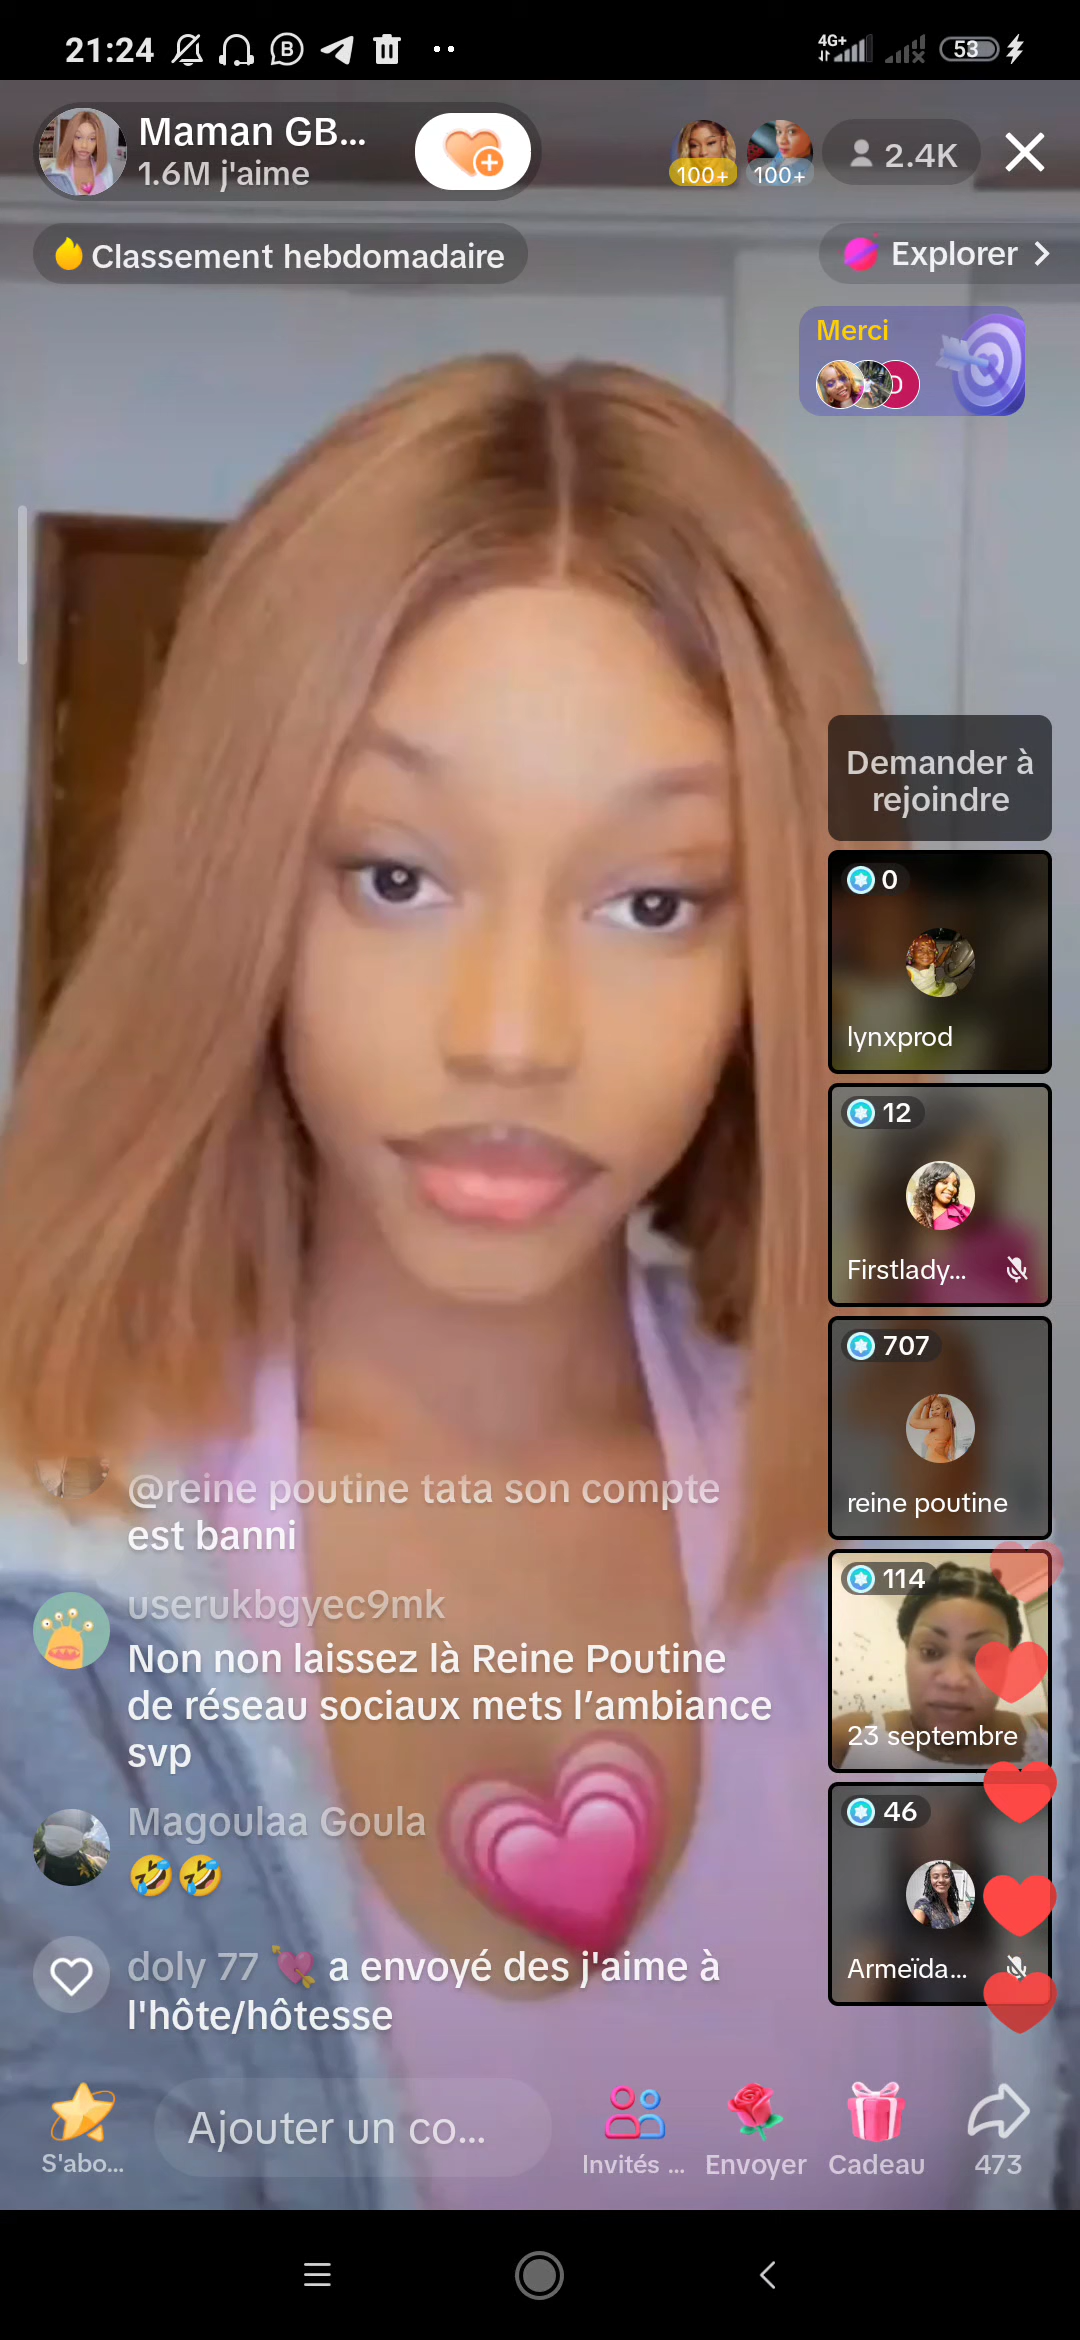 21:24
4G+
53
Maman GB...
1.6M j'aime
100+
100+
2.4K
Classement hebdomadaire
Explorer
Merci
D
Demander à
rejoindre
0
lynxprod
12
Firstlady...
707
reine poutine
@reine poutine tata son compte
est banni
userukbgyec9mk
Non non laissez là Reine Poutine
de réseau sociaux mets l’ambiance
svp
114
23 septembre
Magoulaa Goula
🤣🤣
46
Armeïda...
doly 77 💘 a envoyé des j'aime à
l'hôte/hôtesse
Ajouter un co...
S'abo...
Invités ...
Envoyer
Cadeau
473